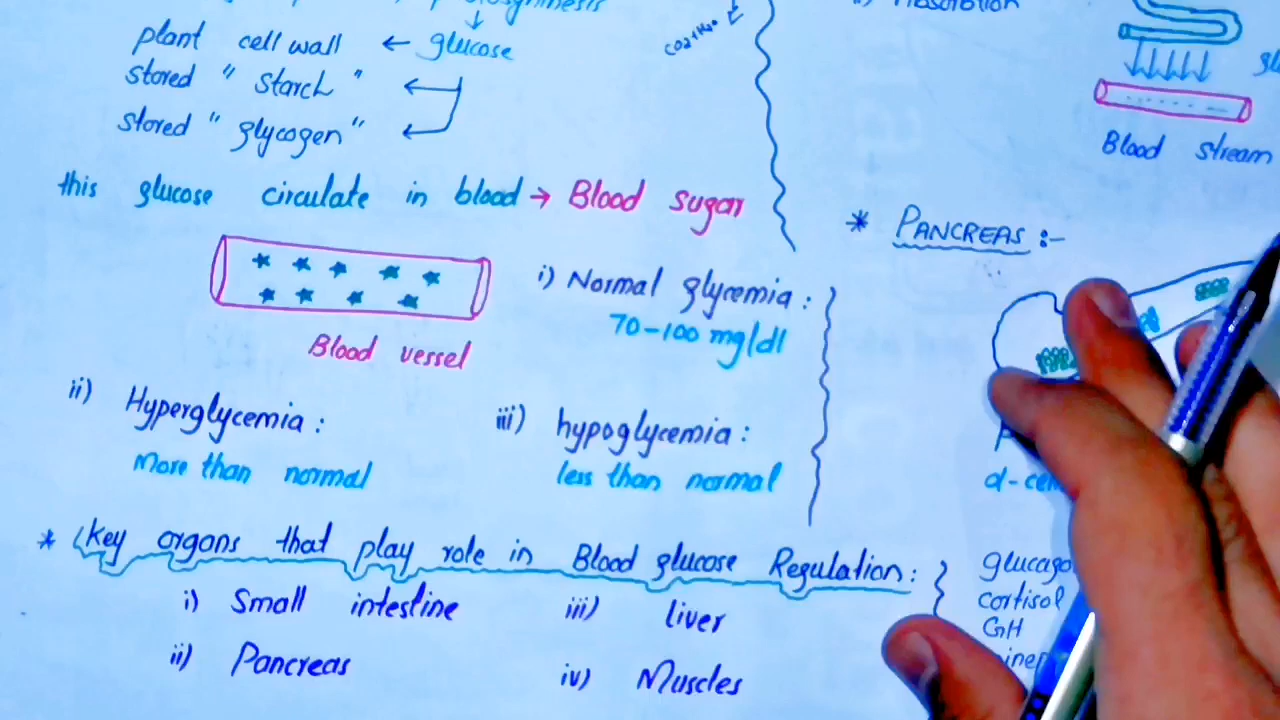 plant cell wall ← glucose
stored " starch "
stored " glycogen "
this glucose circulate in blood → Blood sugar
Blood vessel
i) Normal glycemia :
70-100 mg/dl
ii) Hyperglycemia :
More than normal
iii) hypoglycemia :
less than normal
* Key organs that play role in Blood glucose Regulation :
i) Small intestine
ii) Pancreas
iii) liver
iv) Muscles
CO2+H2O
Blood stream
* PANCREAS :-
cortisol
GH